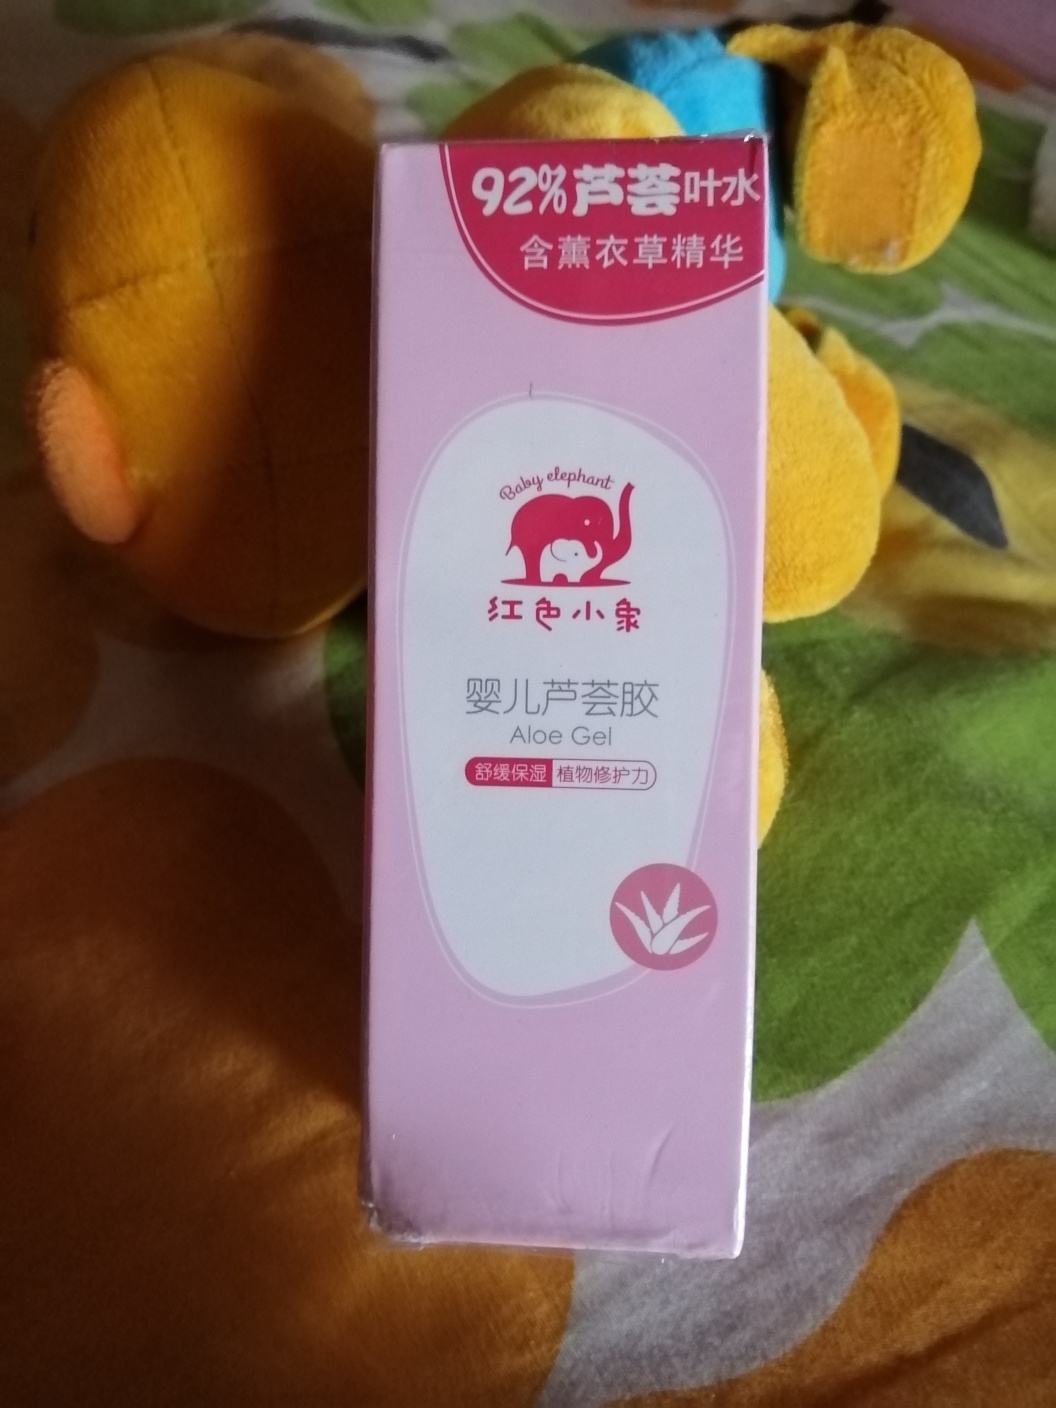 92%芦荟叶水
含薰衣草精华
Baby elephant
红色小象
婴儿芦荟胶
Aloe Gel
舒缓保湿 植物修护力